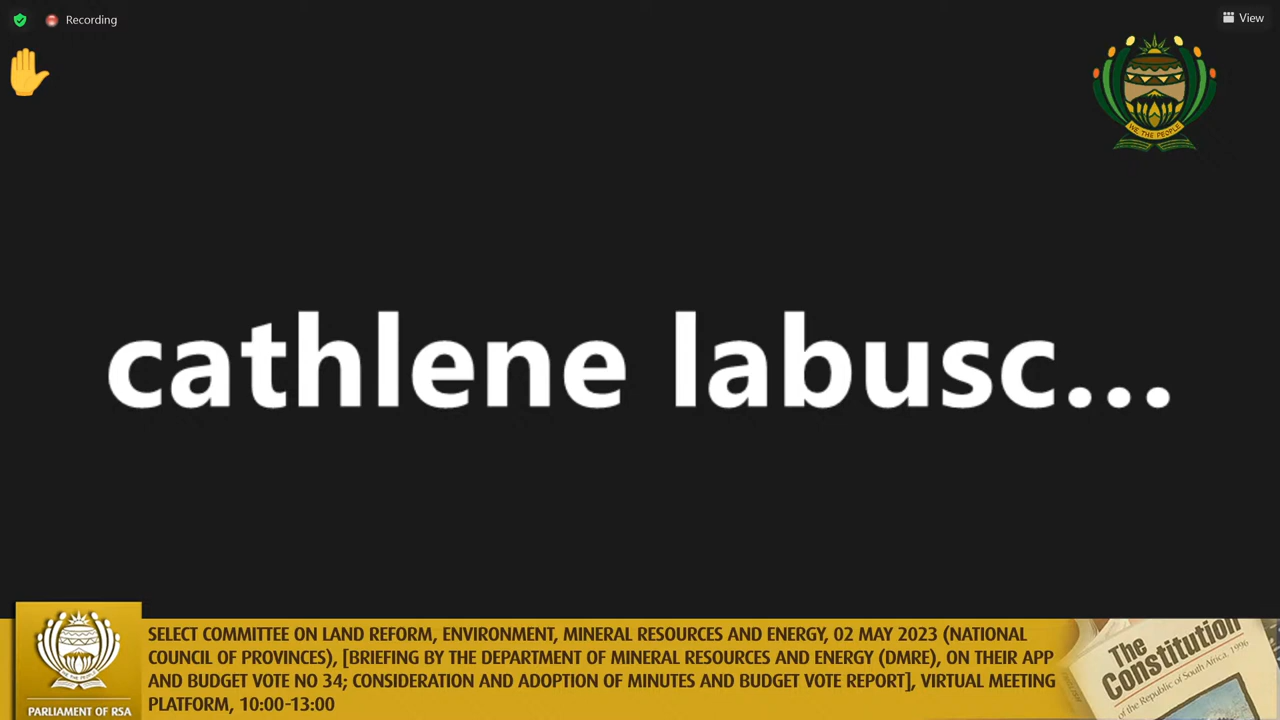 Recording
View
WE, THE PEOPLE
cathlene labusc...
SELECT COMMITTEE ON LAND REFORM, ENVIRONMENT, MINERAL RESOURCES AND ENERGY, 02 MAY 2023 (NATIONAL
COUNCIL OF PROVINCES), [BRIEFING BY THE DEPARTMENT OF MINERAL RESOURCES AND ENERGY (DMRE), ON THEIR APP
AND BUDGET VOTE NO 34; CONSIDERATION AND ADOPTION OF MINUTES AND BUDGET VOTE REPORT], VIRTUAL MEETING
PLATFORM, 10:00-13:00
PARLIAMENT OF RSA
The
Constitution
of the Republic of South Africa, 1996